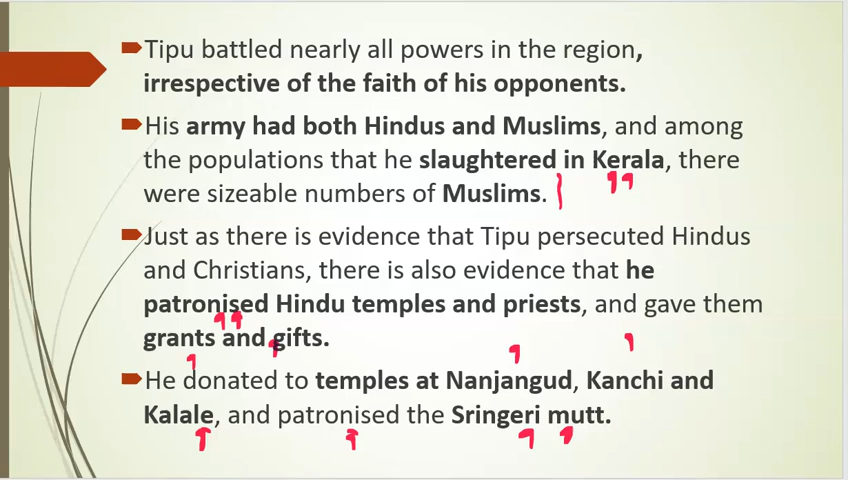 Tipu battled nearly all powers in the region,
irrespective of the faith of his opponents.
His army had both Hindus and Muslims, and among
the populations that he slaughtered in Kerala, there
were sizeable numbers of Muslims.
Just as there is evidence that Tipu persecuted Hindus
and Christians, there is also evidence that he
patronised Hindu temples and priests, and gave them
grants and gifts.
He donated to temples at Nanjangud, Kanchi and
Kalale, and patronised the Sringeri mutt.